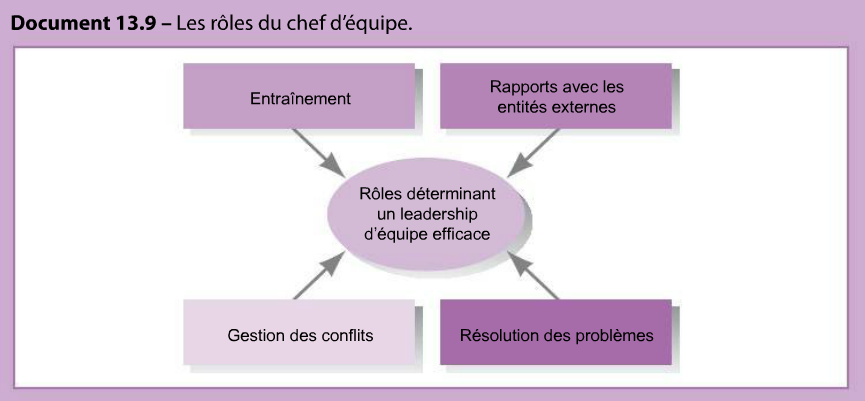 Document 13.9 – Les rôles du chef d’équipe.
Entraînement
Rapports avec les
entités externes
Rôles déterminant
un leadership
d’équipe efficace
Gestion des conflits
Résolution des problèmes